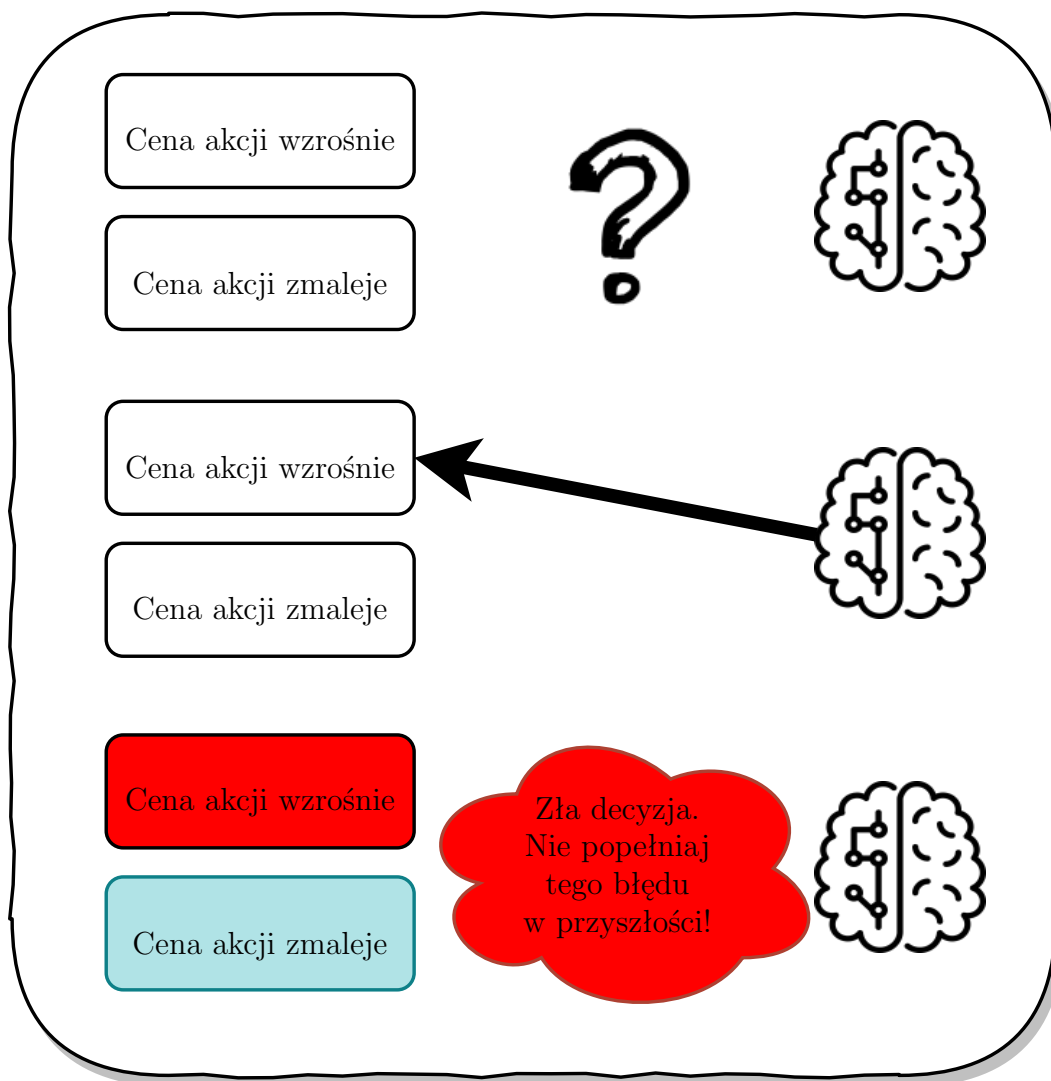 Cena akcji wzrośnie
Cena akcji zmaleje
Cena akcji wzrośnie
Cena akcji zmaleje
Cena akcji wzrośnie
Cena akcji zmaleje
Zła decyzja.
Nie popełniaj
tego błędu
w przyszłości!